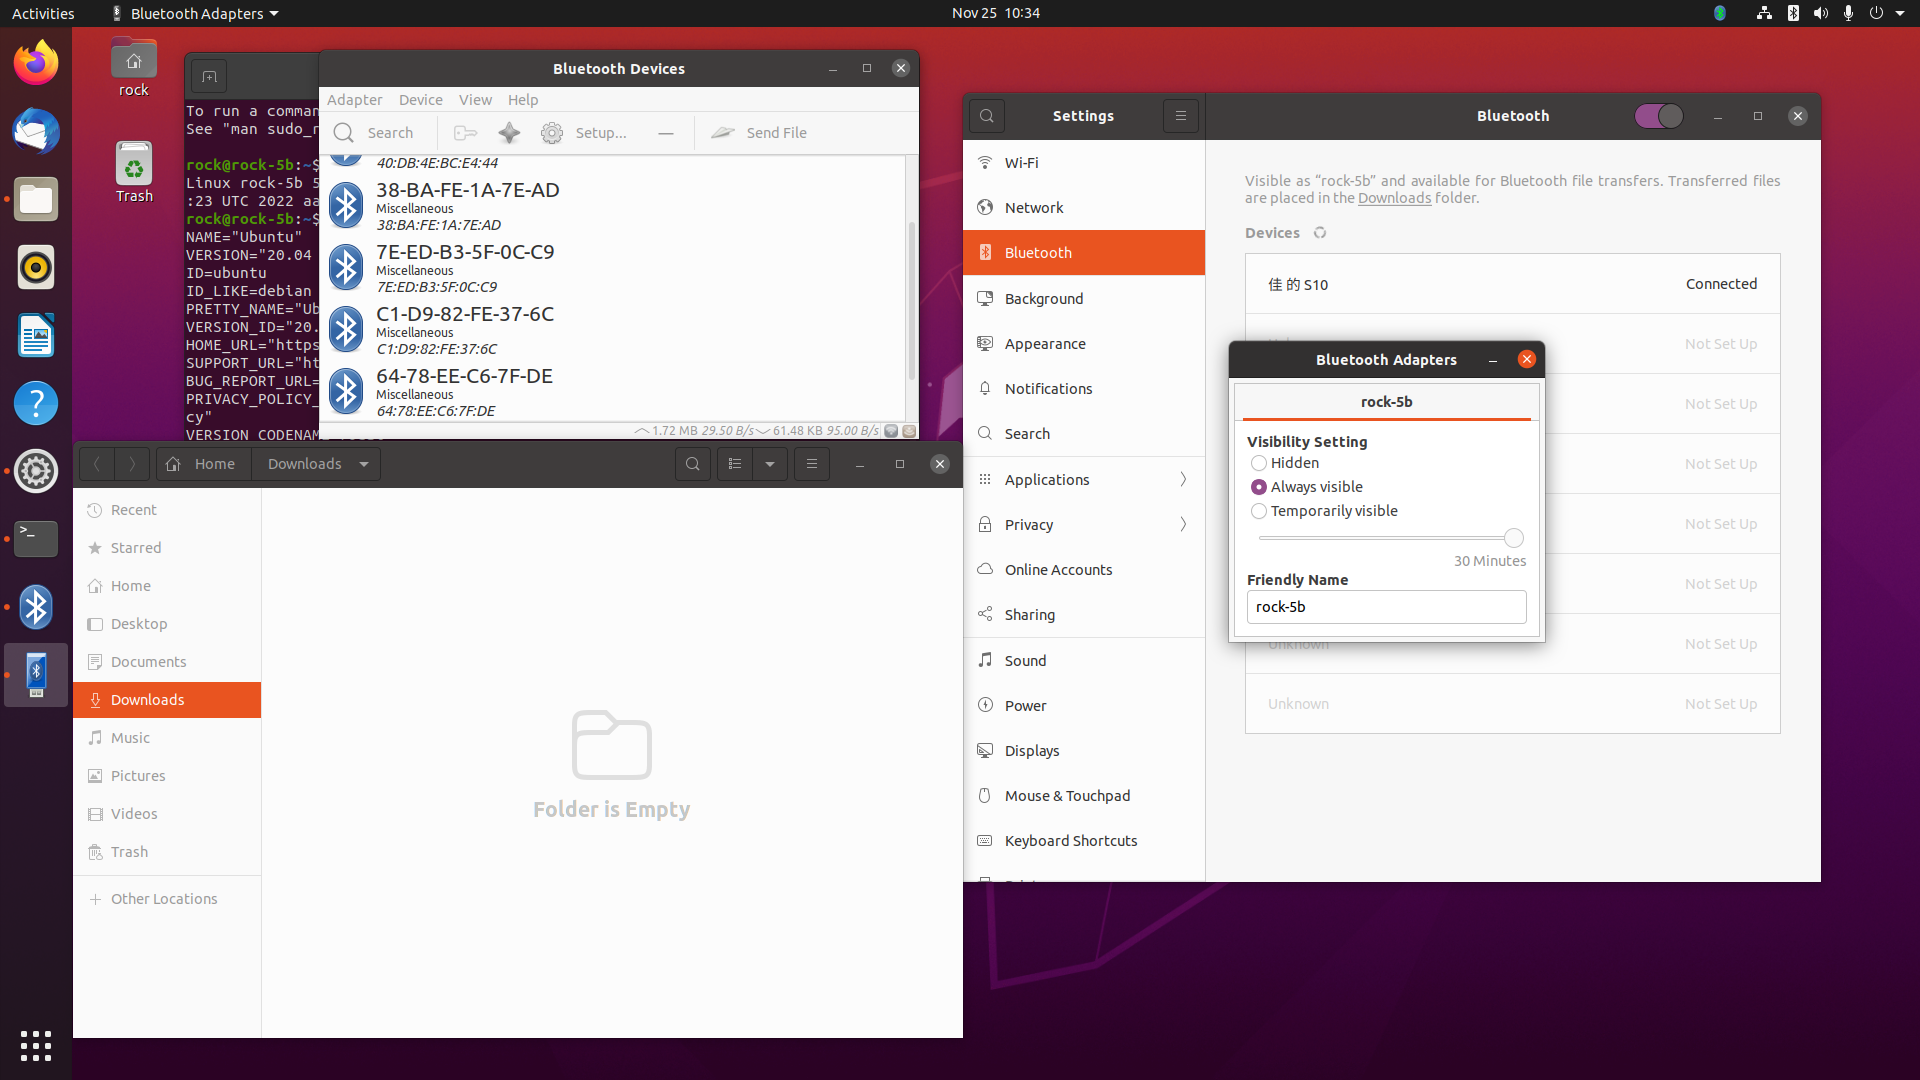 Activities
Bluetooth Adapters
Nov 25 10:34
rock
Trash
To run a comman
See "man sudo_r
rock@rock-5b:~$
Linux rock-5b 5
:23 UTC 2022 aa
rock@rock-5b:~$
NAME="Ubuntu"
VERSION="20.04
ID=ubuntu
ID_LIKE=debian
PRETTY_NAME="Ub
VERSION_ID="20.
HOME_URL="https
SUPPORT_URL="ht
BUG_REPORT_URL=
PRIVACY_POLICY_
cy"
Bluetooth Devices
Adapter Device View Help
Search Setup... Send File
40:DB:4E:BC:E4:44
38-BA-FE-1A-7E-AD
Miscellaneous
38:BA:FE:1A:7E:AD
7E-ED-B3-5F-0C-C9
Miscellaneous
7E:ED:B3:5F:0C:C9
C1-D9-82-FE-37-6C
Miscellaneous
C1:D9:82:FE:37:6C
64-78-EE-C6-7F-DE
Miscellaneous
64:78:EE:C6:7F:DE
1.72 MB 29.50 B/s 61.48 KB 95.00 B/s
Home Downloads
Recent
Starred
Home
Desktop
Documents
Downloads
Music
Pictures
Videos
Trash
Other Locations
Folder is Empty
Settings
Bluetooth
Wi-Fi
Network
Bluetooth
Background
Appearance
Notifications
Search
Applications
Privacy
Online Accounts
Sharing
Sound
Power
Displays
Mouse & Touchpad
Keyboard Shortcuts
Visible as “rock-5b” and available for Bluetooth file transfers. Transferred files
are placed in the Downloads folder.
Devices
佳 的 S10 Connected
Not Set Up
Not Set Up
Not Set Up
Not Set Up
Not Set Up
Unknown Not Set Up
Unknown Not Set Up
Bluetooth Adapters
rock-5b
Visibility Setting
Hidden
Always visible
Temporarily visible
30 Minutes
Friendly Name
rock-5b